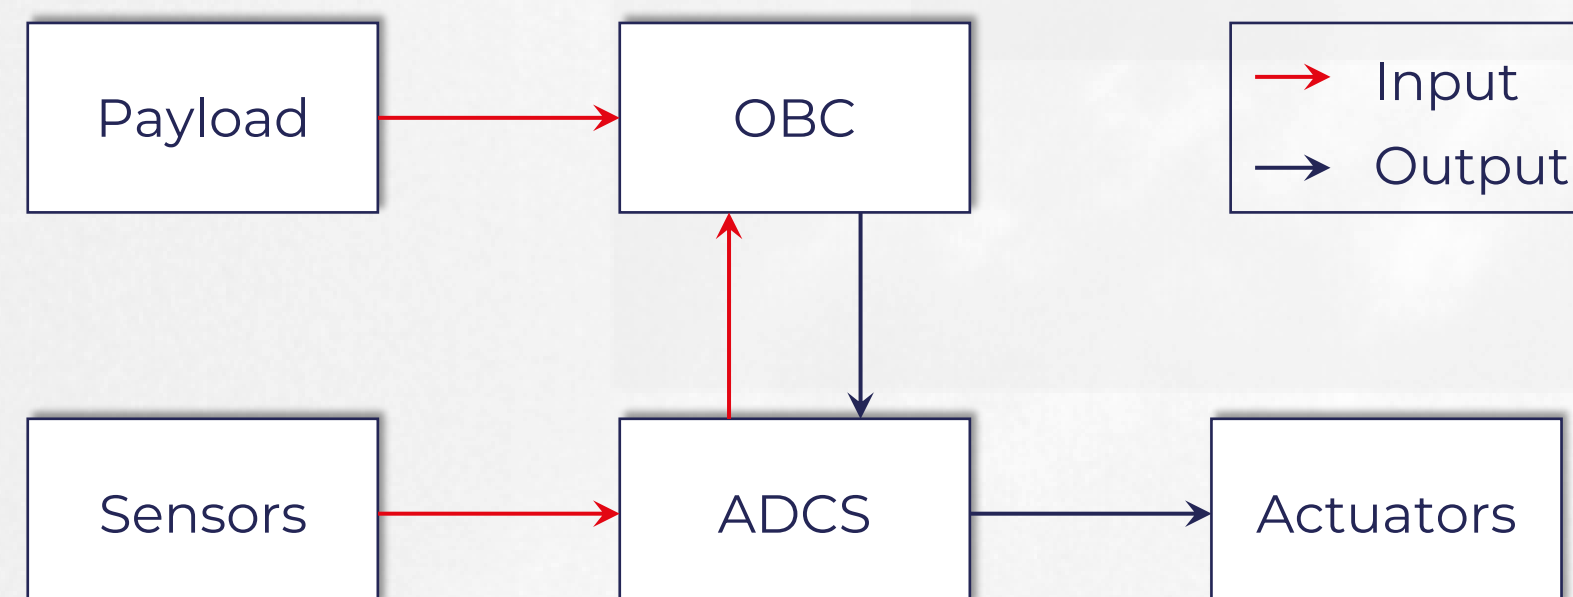 Payload
OBC
Input
Output
Sensors
ADCS
Actuators